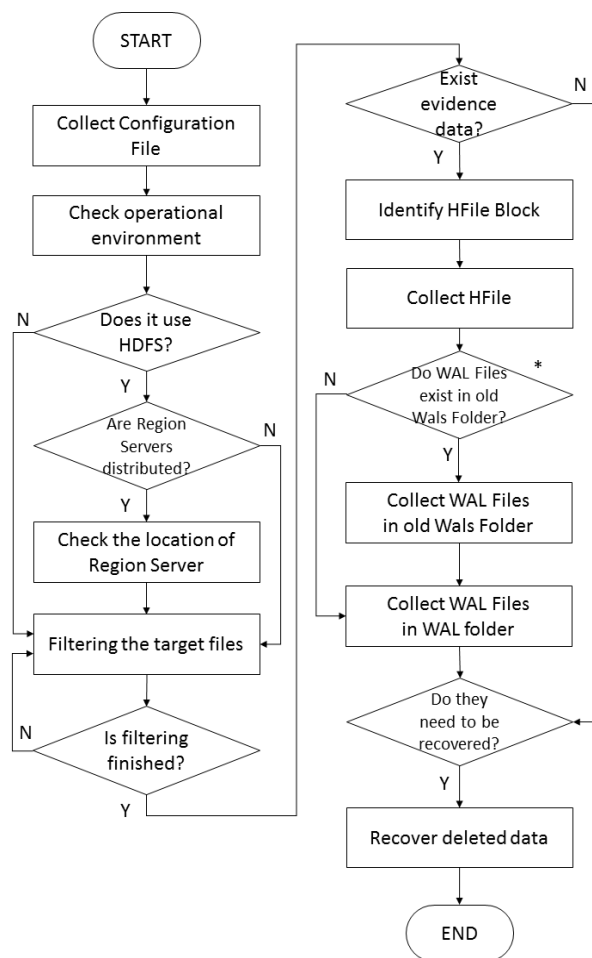 START
Collect Configuration
File
Check operational
environment
N
Does it use
HDFS?
Y
Are Region
Servers
distributed?
N
Y
Check the location of
Region Server
Filtering the target files
N
Is filtering
finished?
Y
Exist
evidence
data?
N
Y
Identify HFile Block
Collect HFile
N
Do WAL Files
exist in old
Wals Folder?
*
Y
Collect WAL Files
in old Wals Folder
Collect WAL Files
in WAL folder
Do they
need to be
recovered?
Y
Recover deleted data
END